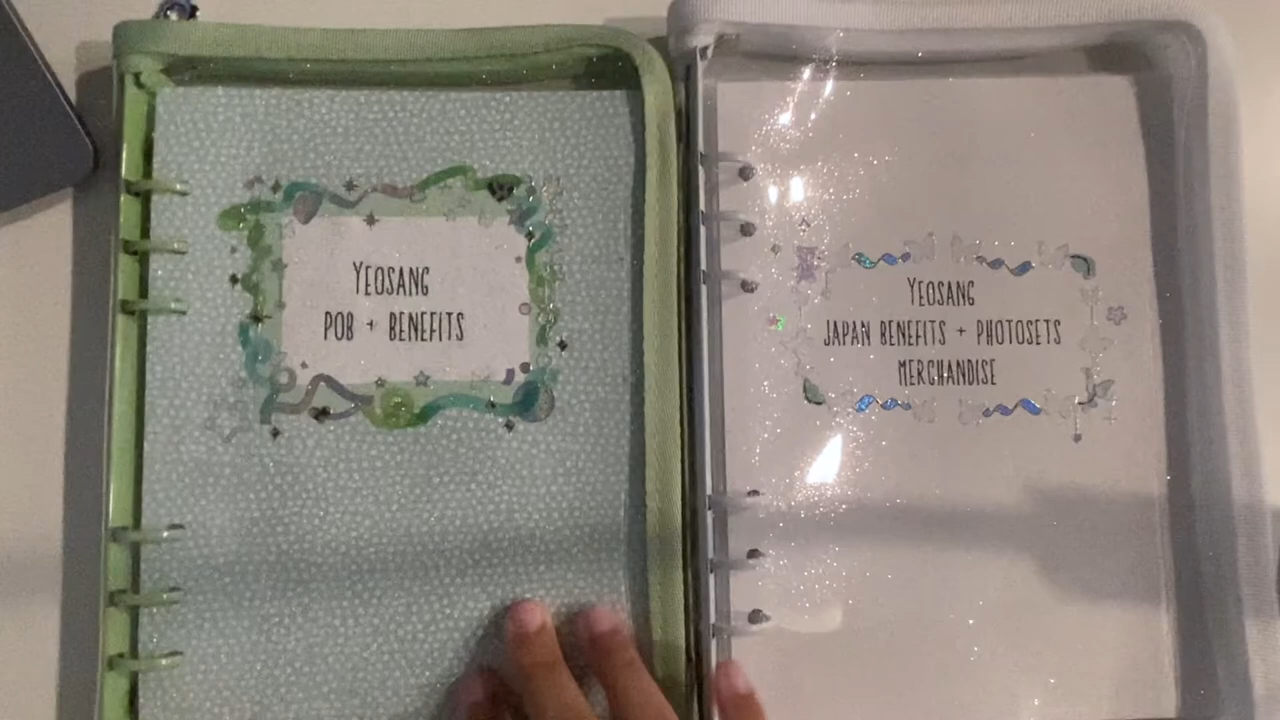 YEOSANG
POB + BENEFITS
YEOSANG
JAPAN BENEFITS + PHOTOSETS
MERCHANDISE